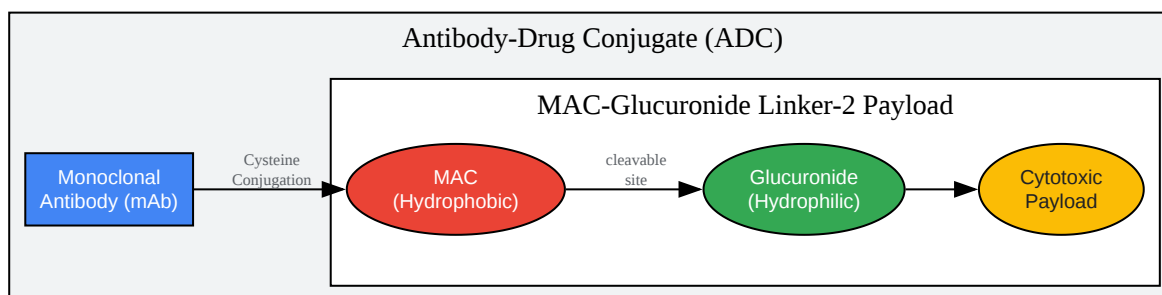 Antibody-Drug Conjugate (ADC)
MAC-Glucuronide Linker-2 Payload
Monoclonal
Antibody (mAb)
Cysteine
Conjugation
MAC
(Hydrophobic)
cleavable
site
Glucuronide
(Hydrophilic)
Cytotoxic
Payload